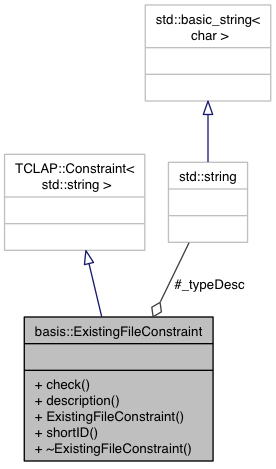 std::basic_string<
char >
TCLAP::Constraint<
std::string >
std::string
#_typeDesc
basis::ExistingFileConstraint
+ check()
+ description()
+ ExistingFileConstraint()
+ shortID()
+ ~ExistingFileConstraint()